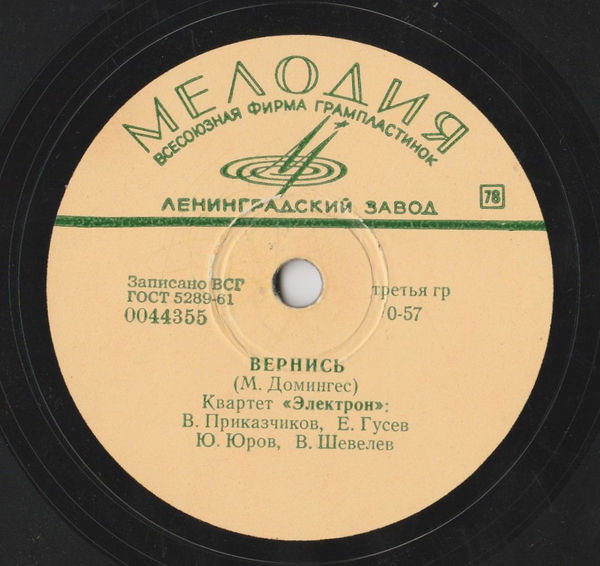 МЕЛОДИЯ
ВСЕСОЮЗНАЯ ФИРМА ГРАМПЛАСТИНОК
ЛЕНИНГРАДСКИЙ ЗАВОД
78
Записано ВСГ
ГОСТ 5289-61
0044355
третья гр
0-57
ВЕРНИСЬ
(М. Домингес)
Квартет «Электрон»:
В. Приказчиков, Е. Гусев
Ю. Юров, В. Шевелев